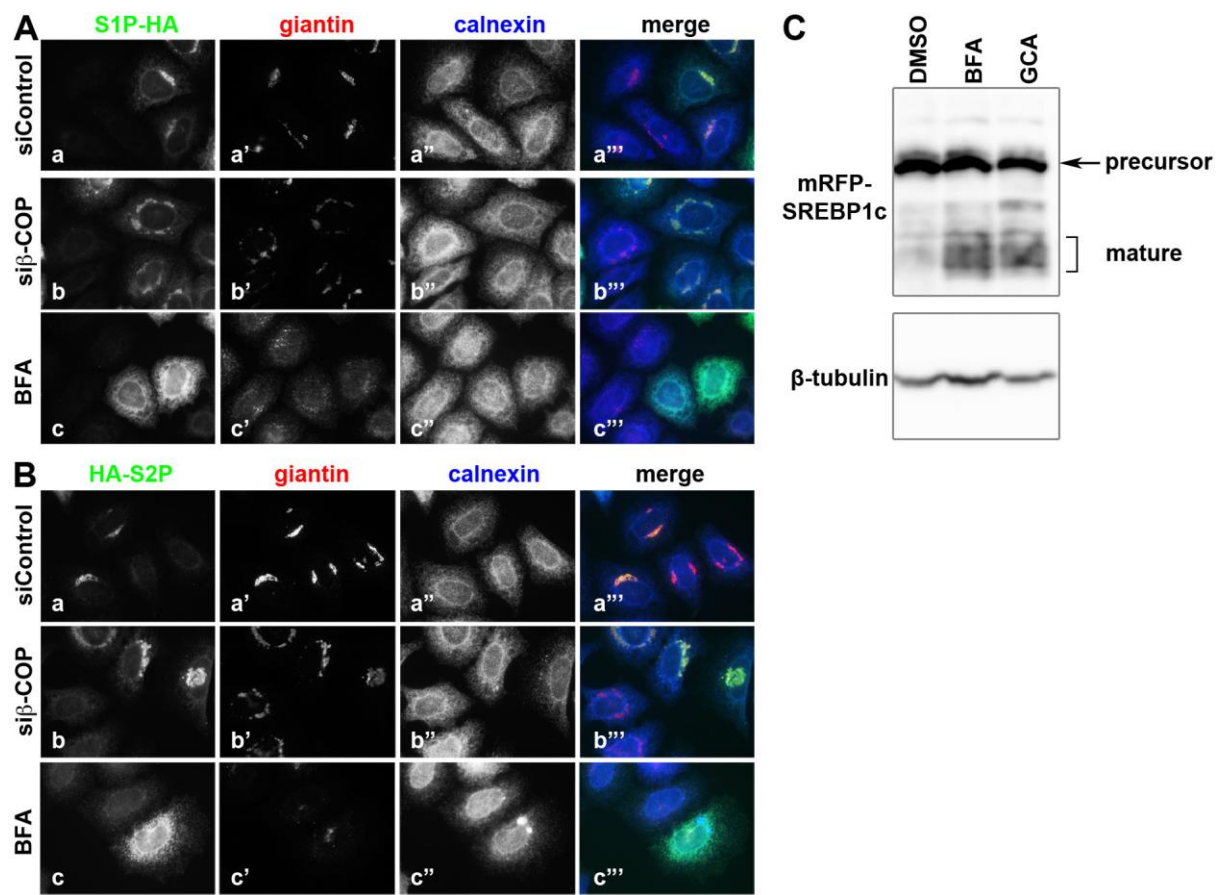 A
S1P-HA giantin calnexin merge
siControl
a a' a" a"'
siβ-COP
b b' b" b"'
BFA
c c' c" c"'
B
HA-S2P giantin calnexin merge
siControl
a a' a" a"'
siβ-COP
b b' b" b"'
BFA
c c' c" c"'
C
DMSO BFA GCA
mRFP-
SREBP1c
precursor
mature
β-tubulin